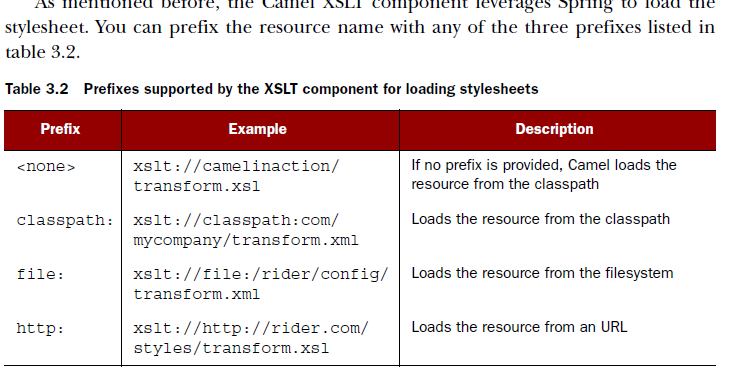 As mentioned before, the Camel XSLT component leverages Spring to load the
stylesheet. You can prefix the resource name with any of the three prefixes listed in
table 3.2.
Table 3.2 Prefixes supported by the XSLT component for loading stylesheets
Prefix Example Description
<none> xslt://camelinaction/ If no prefix is provided, Camel loads the
transform.xsl resource from the classpath
classpath: xslt://classpath:com/ Loads the resource from the classpath
mycompany/transform.xml
file: xslt://file:/rider/config/ Loads the resource from the filesystem
transform.xml
http: xslt://http://rider.com/ Loads the resource from an URL
styles/transform.xsl